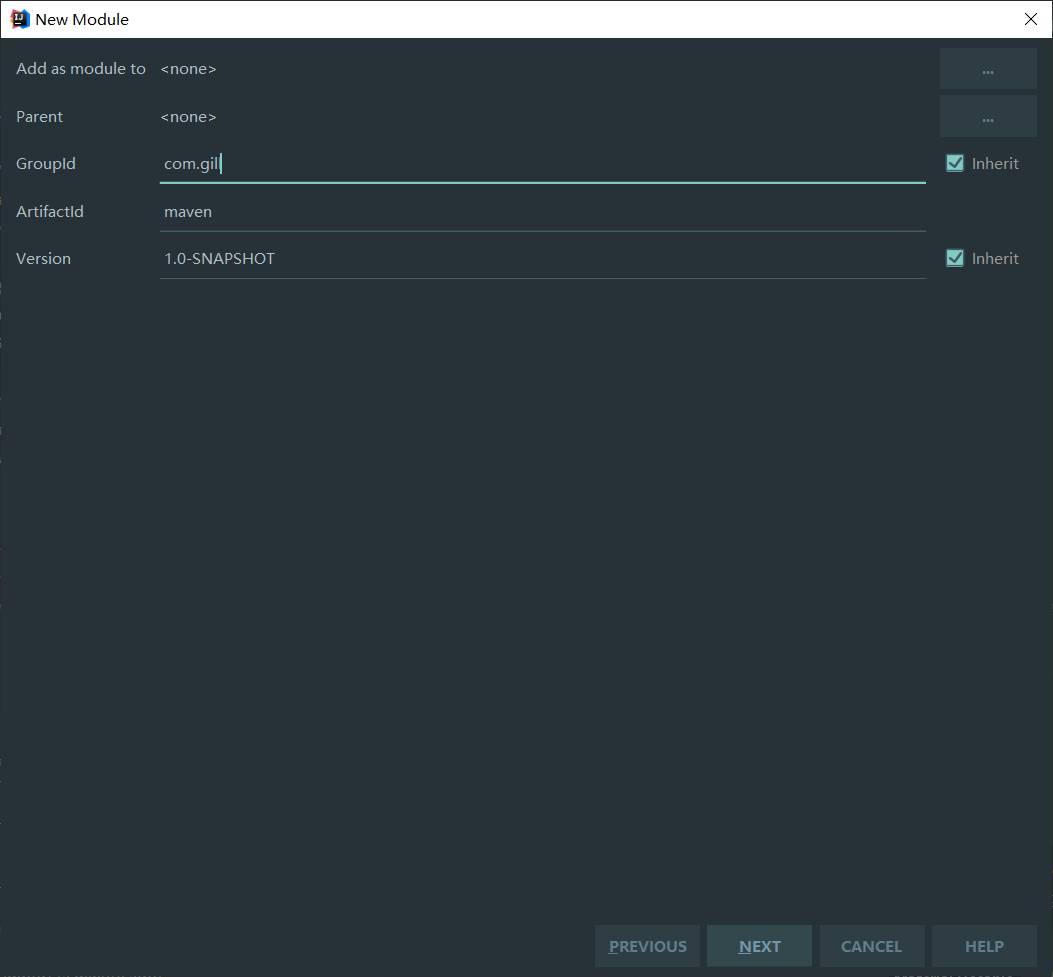 New Module
Add as module to <none>
...
Parent <none>
...
GroupId com.gill Inherit
ArtifactId maven
Version 1.0-SNAPSHOT Inherit
PREVIOUS NEXT CANCEL HELP